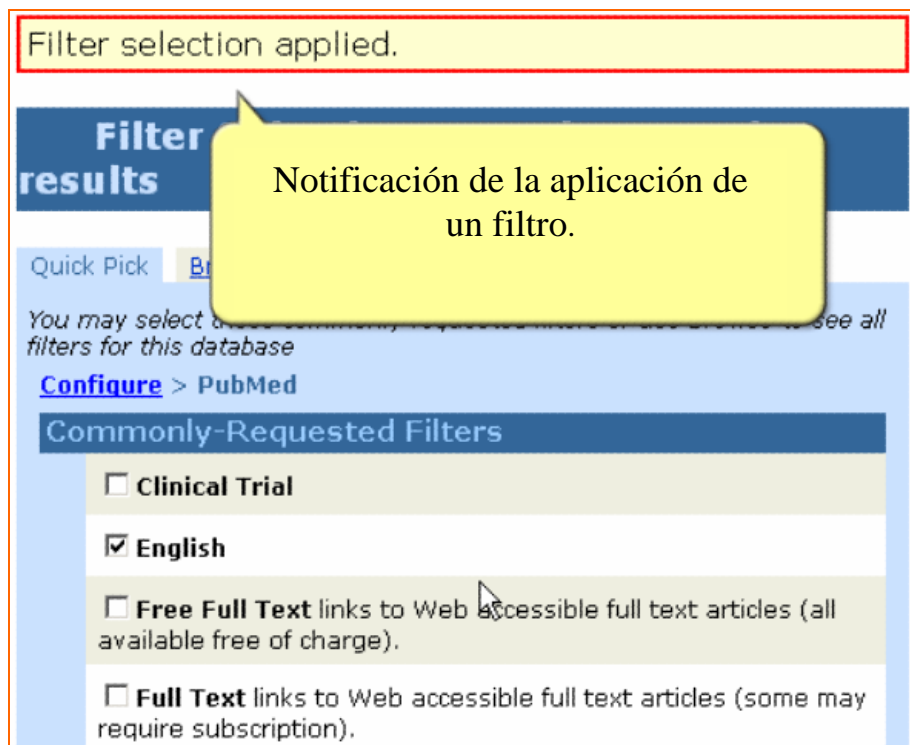 Filter selection applied.
Filter
results
Notificación de la aplicación de
un filtro.
Quick Pick
You may select
see all
filters for this database
Configure > PubMed
Commonly-Requested Filters
Clinical Trial
English
Free Full Text links to Web accessible full text articles (all
available free of charge).
Full Text links to Web accessible full text articles (some may
require subscription).